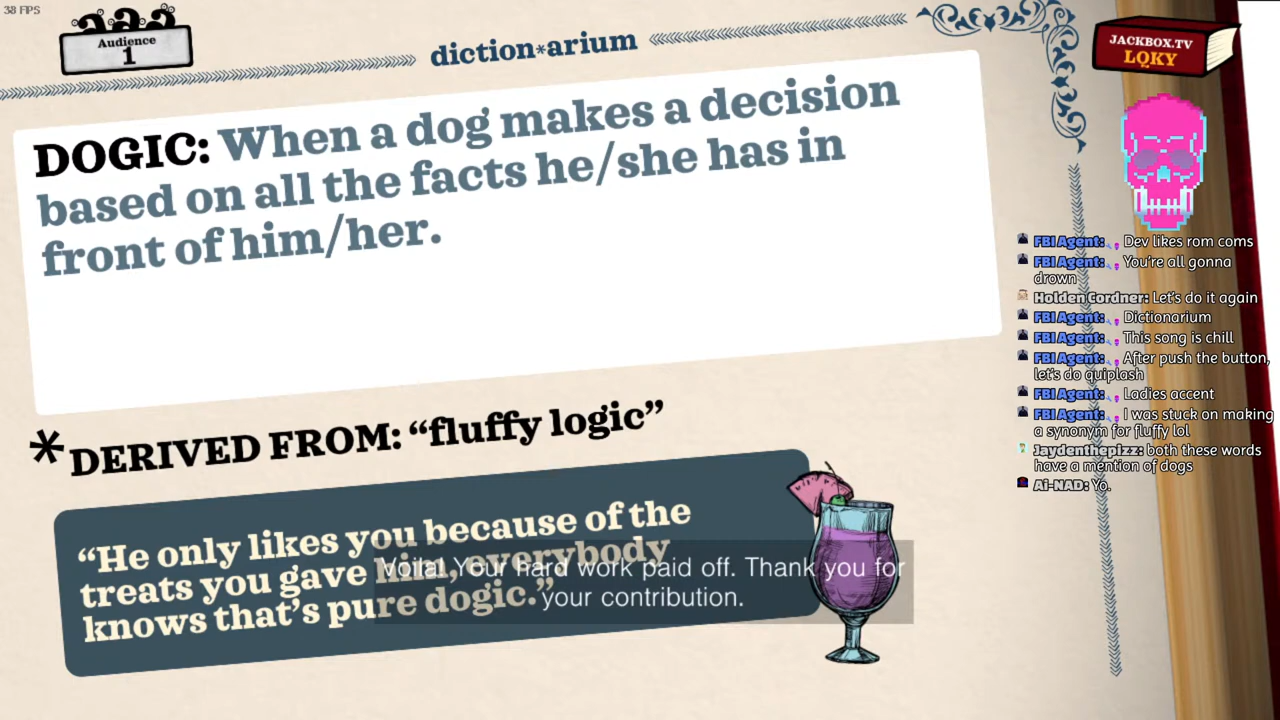 38 FPS
Audience
1
diction*arium
JACKBOX.TV
LOKY
DOGIC: When a dog makes a decision
based on all the facts he/she has in
front of him/her.
*DERIVED FROM: “fluffy logic”
“He only likes you because of the
treats you gave him, everybody
knows that’s pure dogic.”
Voila! Your hard work paid off. Thank you for
your contribution.
FBI Agent: Dev likes rom coms
FBI Agent: You're all gonna
drown
Holden Cordner: Let's do it again
FBI Agent: Dictionarium
FBI Agent: This song is chill
FBI Agent: After push the button,
let's do quiplash
FBI Agent: Ladies accent
FBI Agent: I was stuck on making
a synonym for fluffy lol
Jaydenthepizz: both these words
have a mention of dogs
Ai-NAD: Yo.